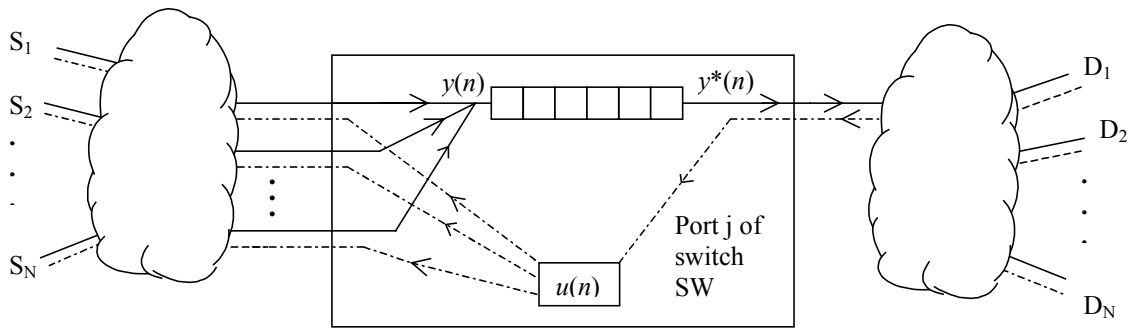 S1
S2
SN
y(n)
y*(n)
u(n)
Port j of
switch
SW
D1
D2
DN